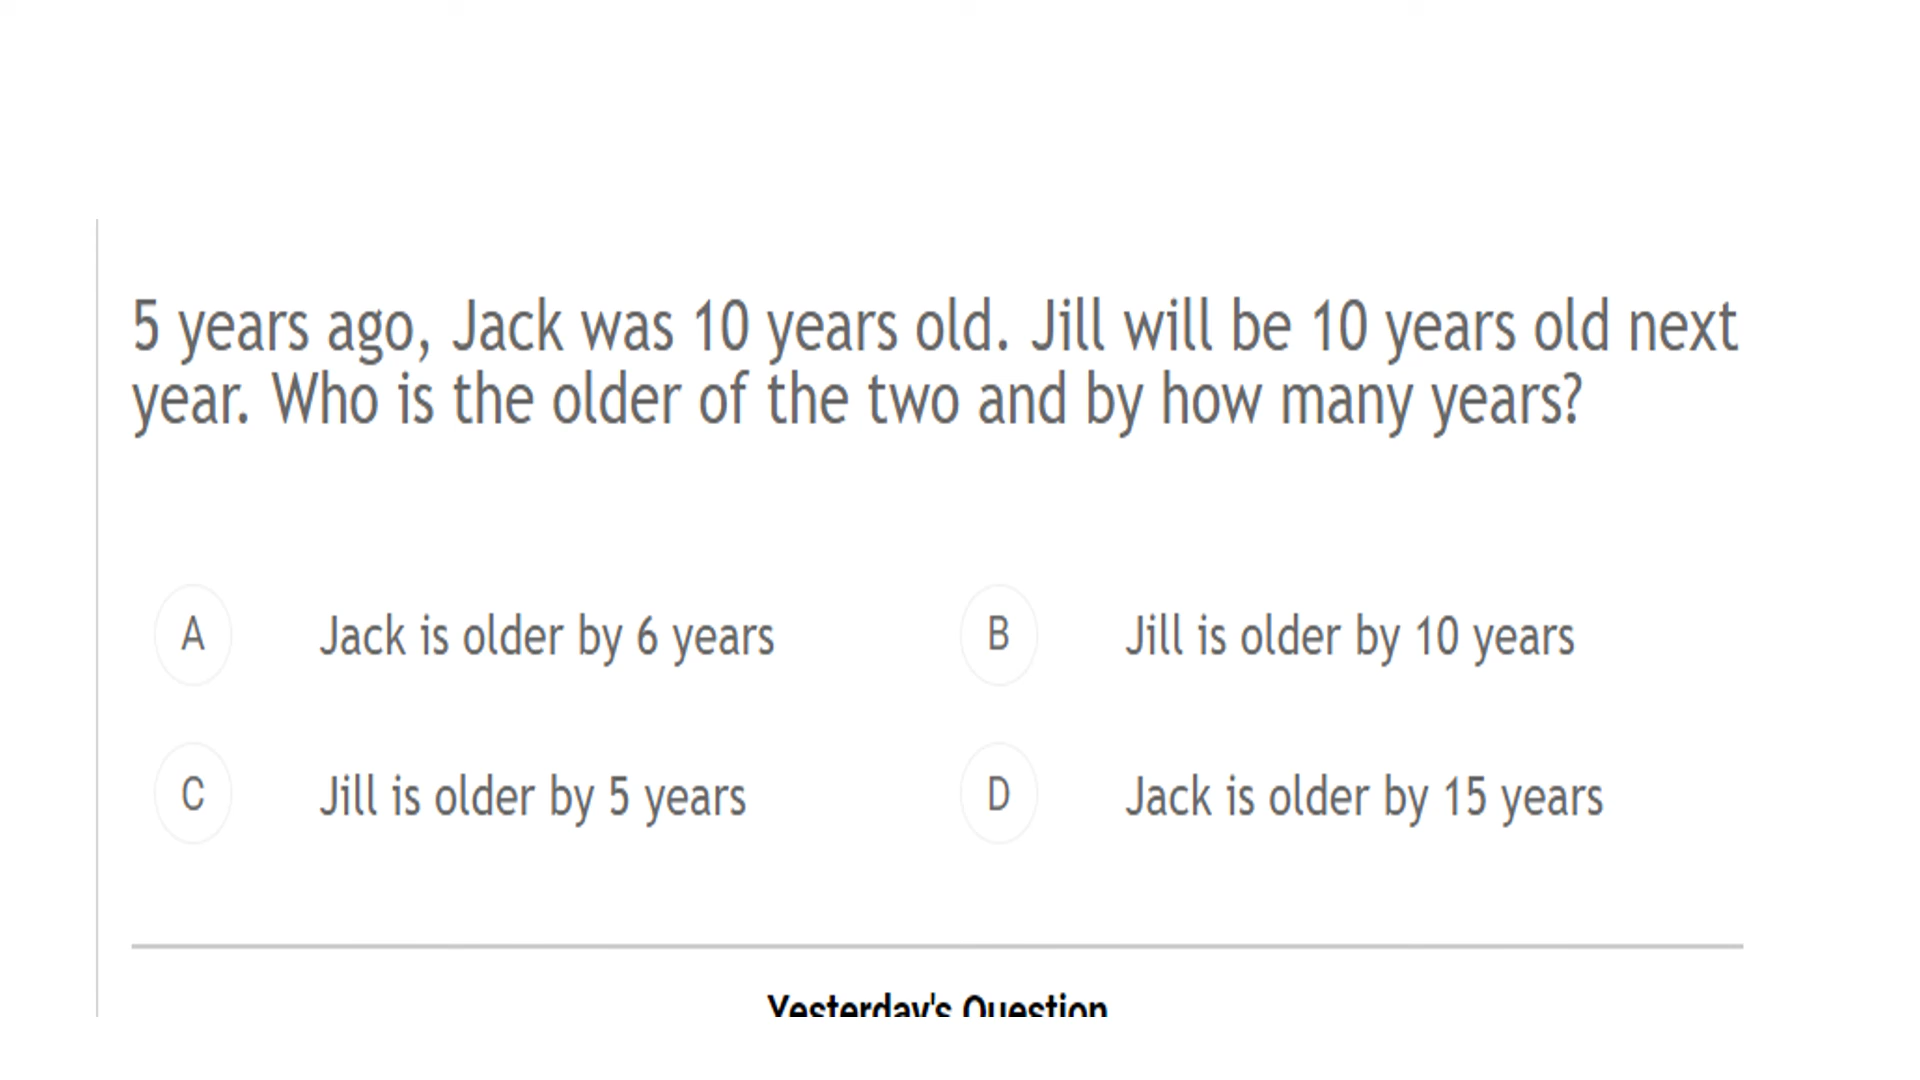 5 years ago, Jack was 10 years old. Jill will be 10 years old next
year. Who is the older of the two and by how many years?
A Jack is older by 6 years
B Jill is older by 10 years
C Jill is older by 5 years
D Jack is older by 15 years
Yesterday's Question